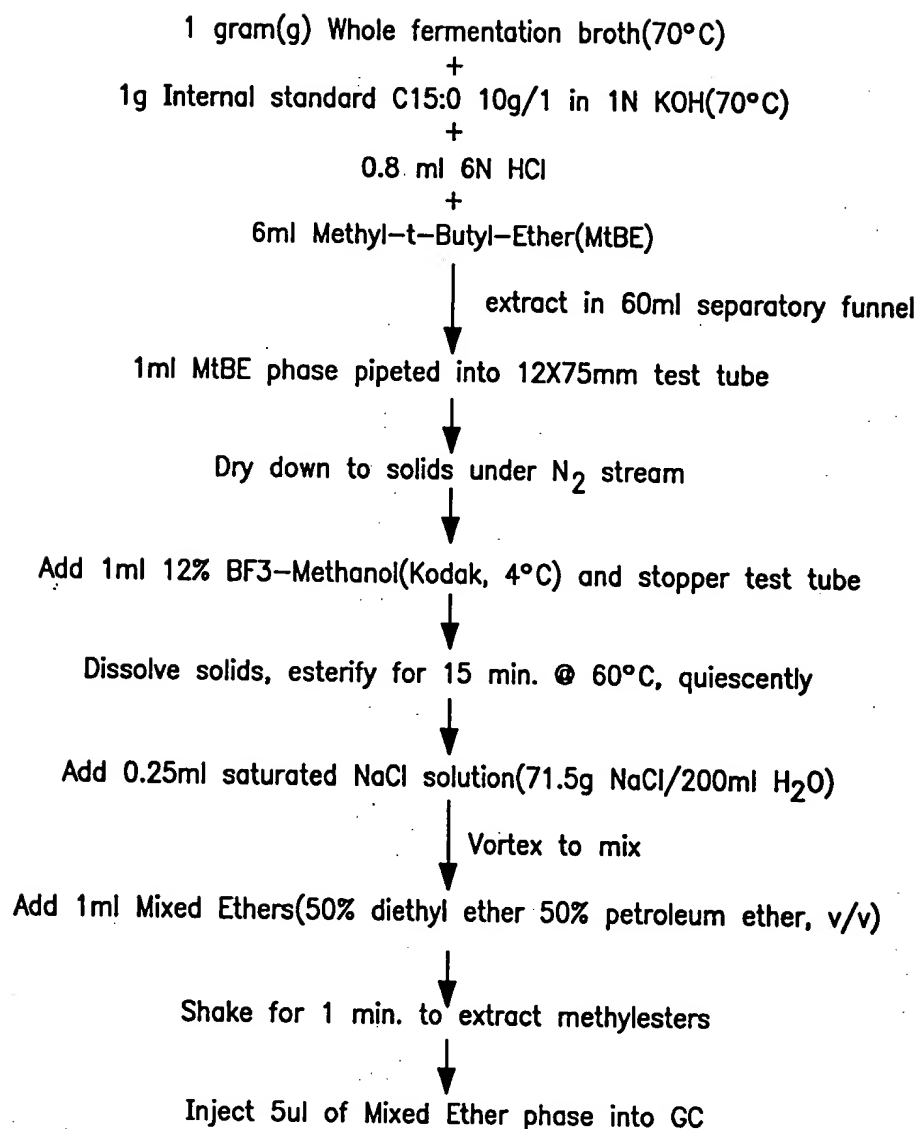 1 gram(g) Whole fermentation broth(70°C)
+
1g Internal standard C15:0 10g/1 in 1N KOH(70°C)
+
0.8 ml 6N HCl
+
6ml Methyl-t-Butyl-Ether(MtBE)
extract in 60ml separatory funnel
1ml MtBE phase pipeted into 12X75mm test tube
Dry down to solids under N2 stream
Add 1ml 12% BF3-Methanol(Kodak, 4°C) and stopper test tube
Dissolve solids, esterify for 15 min. @ 60°C, quiescently
Add 0.25ml saturated NaCl solution(71.5g NaCl/200ml H2O)
Vortex to mix
Add 1ml Mixed Ethers(50% diethyl ether 50% petroleum ether, v/v)
Shake for 1 min. to extract methylesters
Inject 5ul of Mixed Ether phase into GC